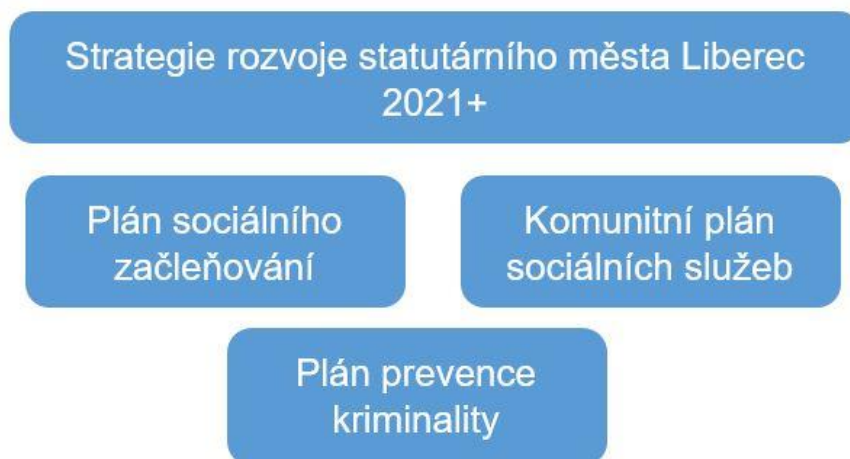 Strategie rozvoje statutárního města Liberec
2021+
Plán sociálního
začleňování
Komunitní plán
sociálních služeb
Plán prevence
kriminality